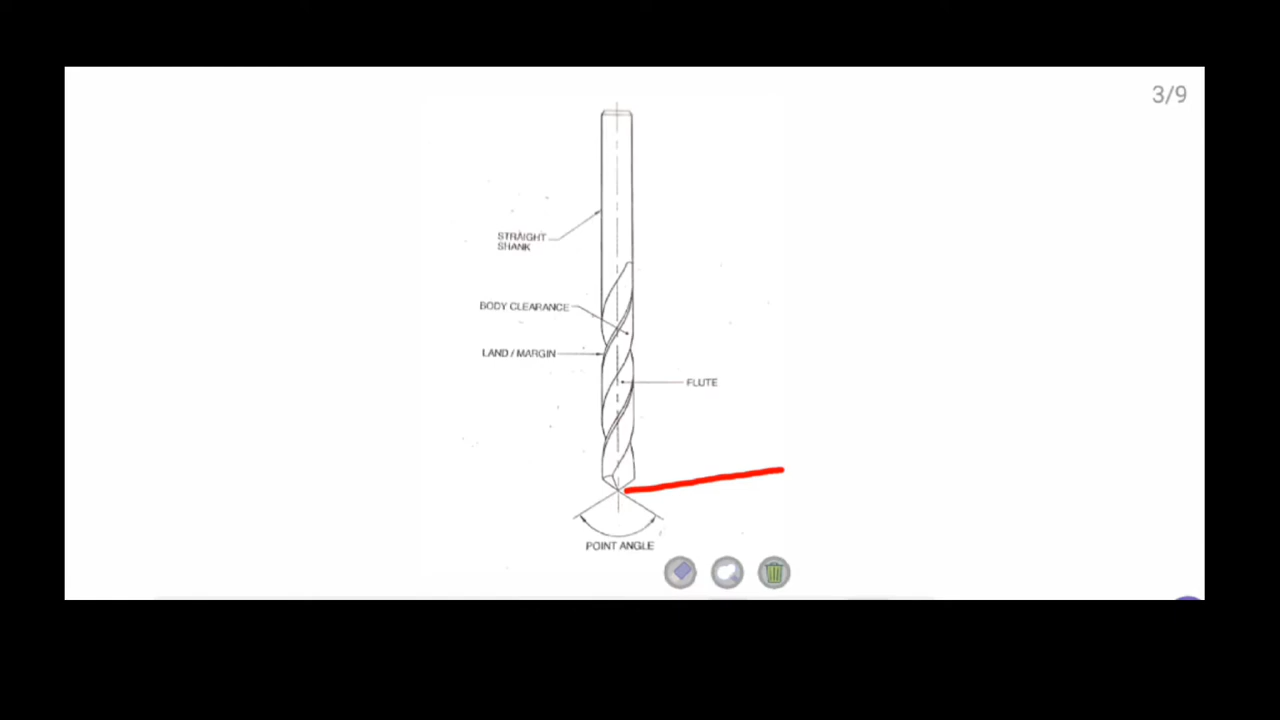 3/9
STRAIGHT
SHANK
BODY CLEARANCE
LAND / MARGIN
FLUTE
POINT ANGLE